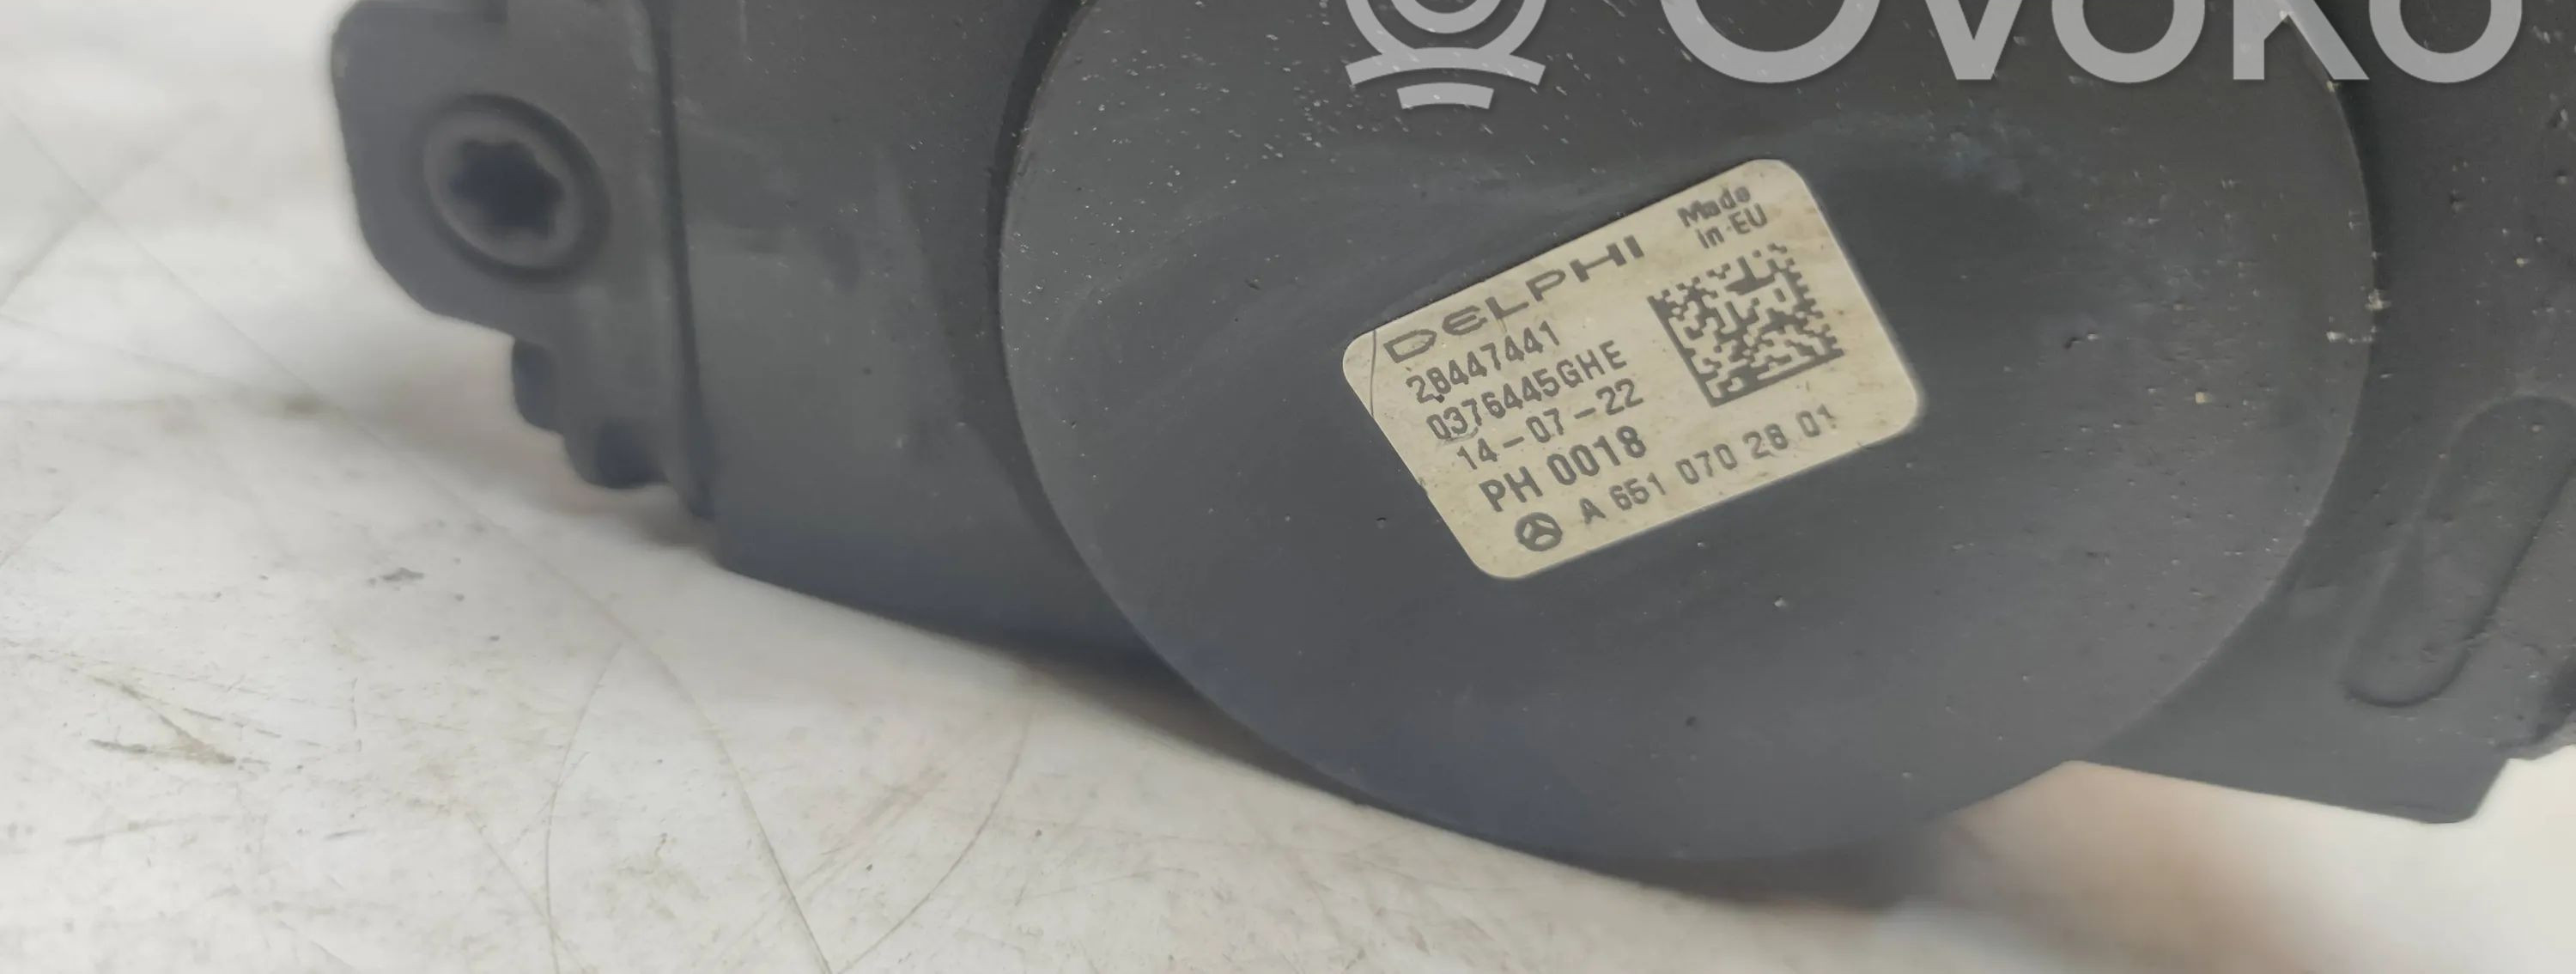 OVOKO
DELPHI
Made
in EU
28447441
0376445GHE
14-07-22
PH 0018
A 651 070 28 01